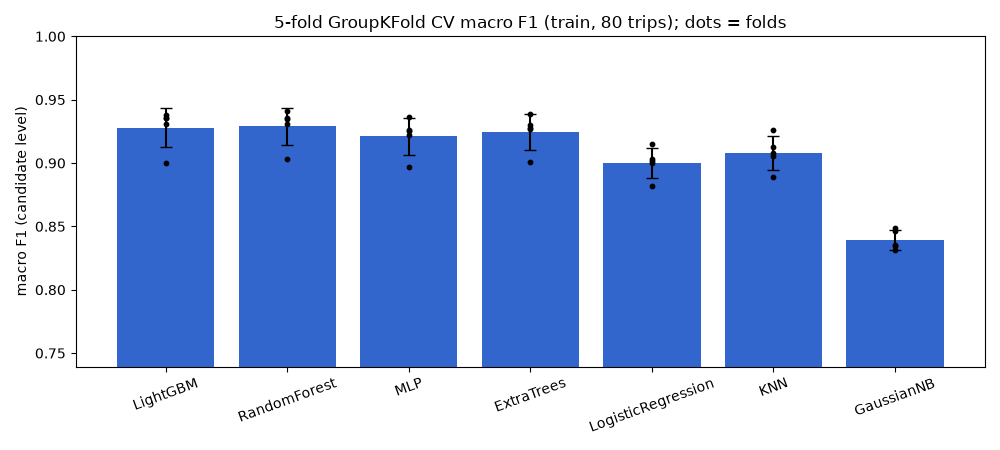 5-fold GroupKFold CV macro F1 (train, 80 trips); dots = folds
macro F1 (candidate level)
1.00
0.95
0.90
0.85
0.80
0.75
LightGBM
RandomForest
MLP
ExtraTrees
LogisticRegression
KNN
GaussianNB